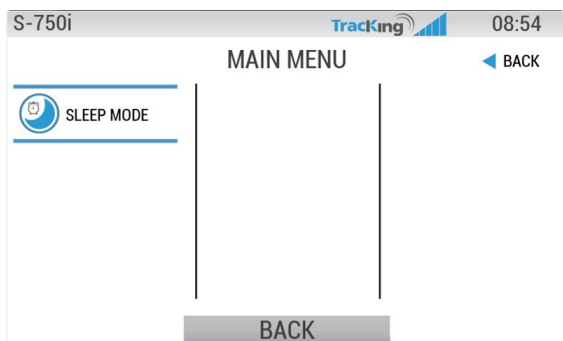 S-750i TracKing 08:54
MAIN MENU
BACK
SLEEP MODE
BACK